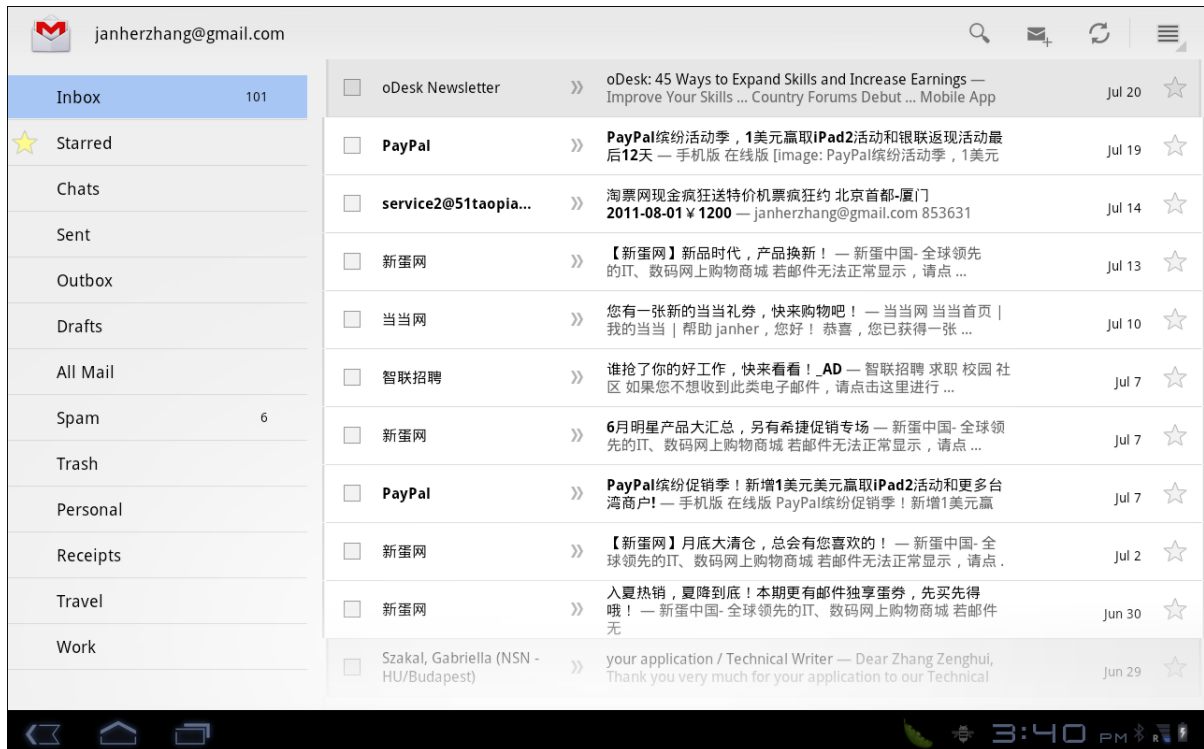 janherzhang@gmail.com
Inbox 101
Starred
Chats
Sent
Outbox
Drafts
All Mail
Spam 6
Trash
Personal
Receipts
Travel
Work
oDesk Newsletter
oDesk: 45 Ways to Expand Skills and Increase Earnings —
Improve Your Skills ... Country Forums Debut ... Mobile App
Jul 20
PayPal
PayPal缤纷活动季，1美元赢取iPad2活动和银联返现活动最
后12天 — 手机版 在线版 [image: PayPal缤纷活动季，1美元
Jul 19
service2@51taopia...
淘票网现金疯狂送特价机票疯狂约 北京首都-厦门
2011-08-01￥1200 — janherzhang@gmail.com 853631
Jul 14
新蛋网
【新蛋网】新品时代，产品换新！ — 新蛋中国- 全球领先
的IT、数码网上购物商城 若邮件无法正常显示，请点 ...
Jul 13
当当网
您有一张新的当当礼券，快来购物吧！ — 当当网 当当首页 |
我的当当 | 帮助 janher，您好！ 恭喜，您已获得一张 ...
Jul 10
智联招聘
谁抢了你的好工作，快来看看！_AD — 智联招聘 求职 校园 社
区 如果您不想收到此类电子邮件，请点击这里进行 ...
Jul 7
新蛋网
6月明星产品大汇总，另有希捷促销专场 — 新蛋中国- 全球领
先的IT、数码网上购物商城 若邮件无法正常显示，请点 ...
Jul 7
PayPal
PayPal缤纷促销季！新增1美元美元赢取iPad2活动和更多台
湾商户! — 手机版 在线版 PayPal缤纷促销季！新增1美元赢
Jul 7
新蛋网
【新蛋网】月底大清仓，总会有您喜欢的！ — 新蛋中国- 全
球领先的IT、数码网上购物商城 若邮件无法正常显示，请点 .
Jul 2
新蛋网
入夏热销，夏降到底！本期更有邮件独享蛋券，先买先得
哦！ — 新蛋中国- 全球领先的IT、数码网上购物商城 若邮件
无
Jun 30
Szakal, Gabriella (NSN -
HU/Budapest)
your application / Technical Writer — Dear Zhang Zenghui,
Thank you very much for your application to our Technical
Jun 29
3:40 PM
R